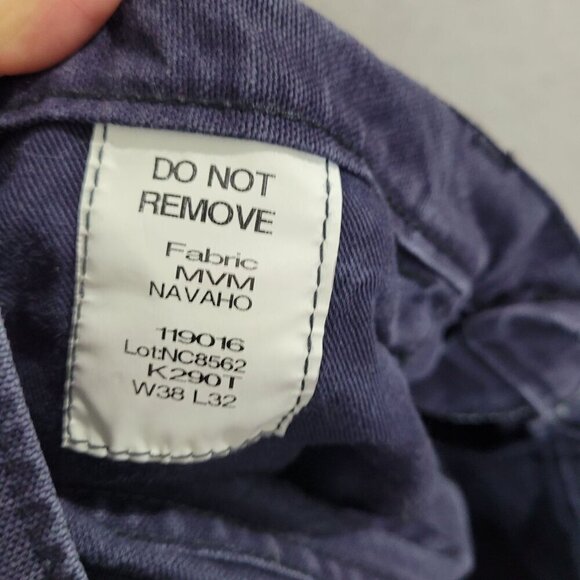 DO NOT
REMOVE
Fabric
MVM
NAVAHO
119016
Lot:NC8562
K290T
W38 L32